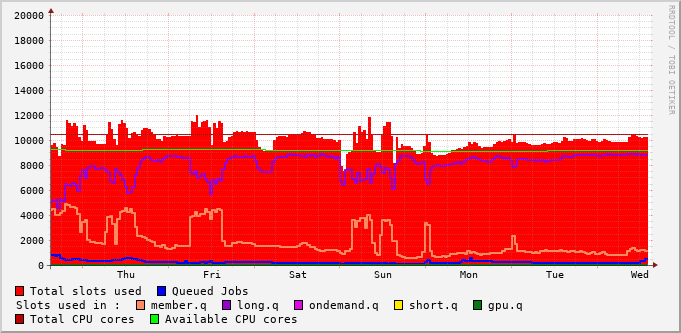 20000
18000
16000
14000
12000
10000
8000
6000
4000
2000
0
Thu Fri Sat Sun Mon Tue Wed
RRDTOOL / TOBI OETIKER
Total slots used Queued Jobs
Slots used in : member.q long.q ondemand.q short.q gpu.q
Total CPU cores Available CPU cores